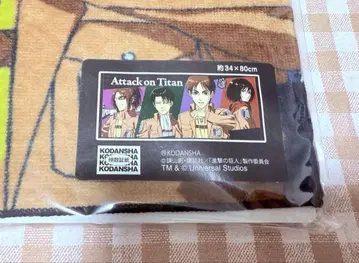 約34×80cm
Attack on Titan
KODANSHA
KODANSHA
Ⓛ KODANSHA
©諫山創・講談社/「進撃の巨人」製作委員会
TM & © Universal Studios